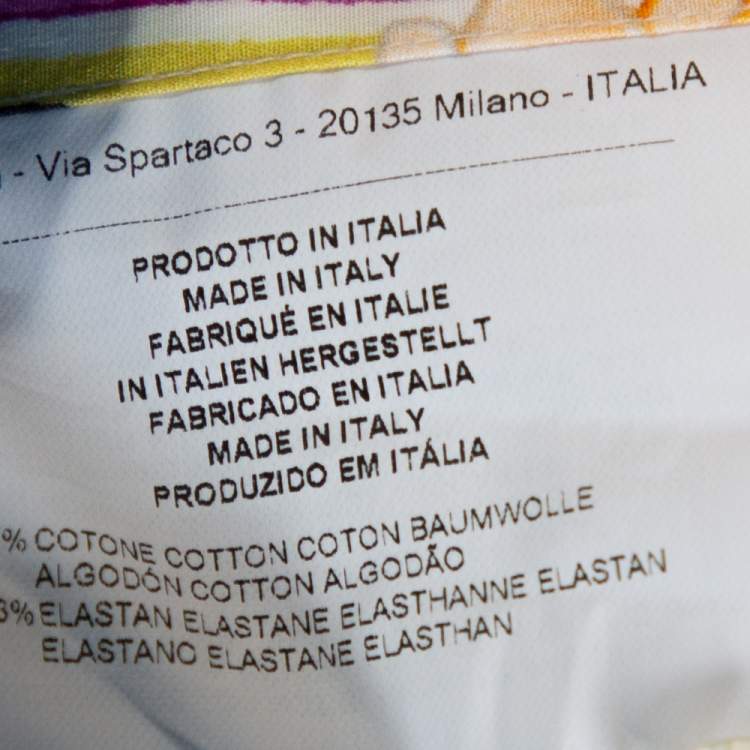 - Via Spartaco 3 - 20135 Milano - ITALIA
PRODOTTO IN ITALIA
MADE IN ITALY
FABRIQUÉ EN ITALIE
IN ITALIEN HERGESTELLT
FABRICADO EN ITALIA
MADE IN ITALY
PRODUZIDO EM ITÁLIA
% COTONE COTTON COTON BAUMWOLLE
ALGODÓN COTTON ALGODÃO
3% ELASTAN ELASTANE ELASTHANNE ELASTAN
ELASTANO ELASTANE ELASTHAN